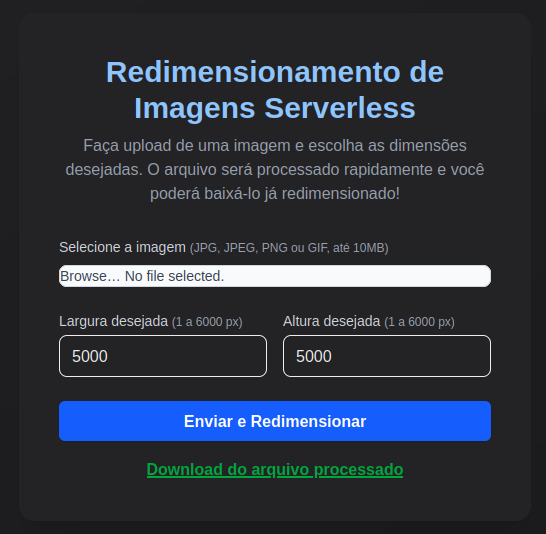 Redimensionamento de
Imagens Serverless
Faça upload de uma imagem e escolha as dimensões
desejadas. O arquivo será processado rapidamente e você
poderá baixá-lo já redimensionado!
Selecione a imagem (JPG, JPEG, PNG ou GIF, até 10MB)
Browse... No file selected.
Largura desejada (1 a 6000 px) Altura desejada (1 a 6000 px)
5000 5000
Enviar e Redimensionar
Download do arquivo processado